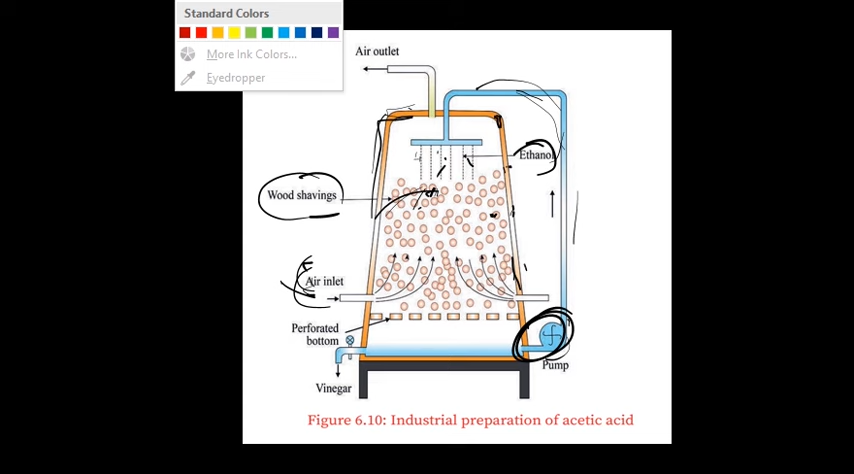 Standard Colors
More Ink Colors...
Eyedropper
Air outlet
Ethanol
Wood shavings
Air inlet
Perforated
bottom
Pump
Vinegar
Figure 6.10: Industrial preparation of acetic acid